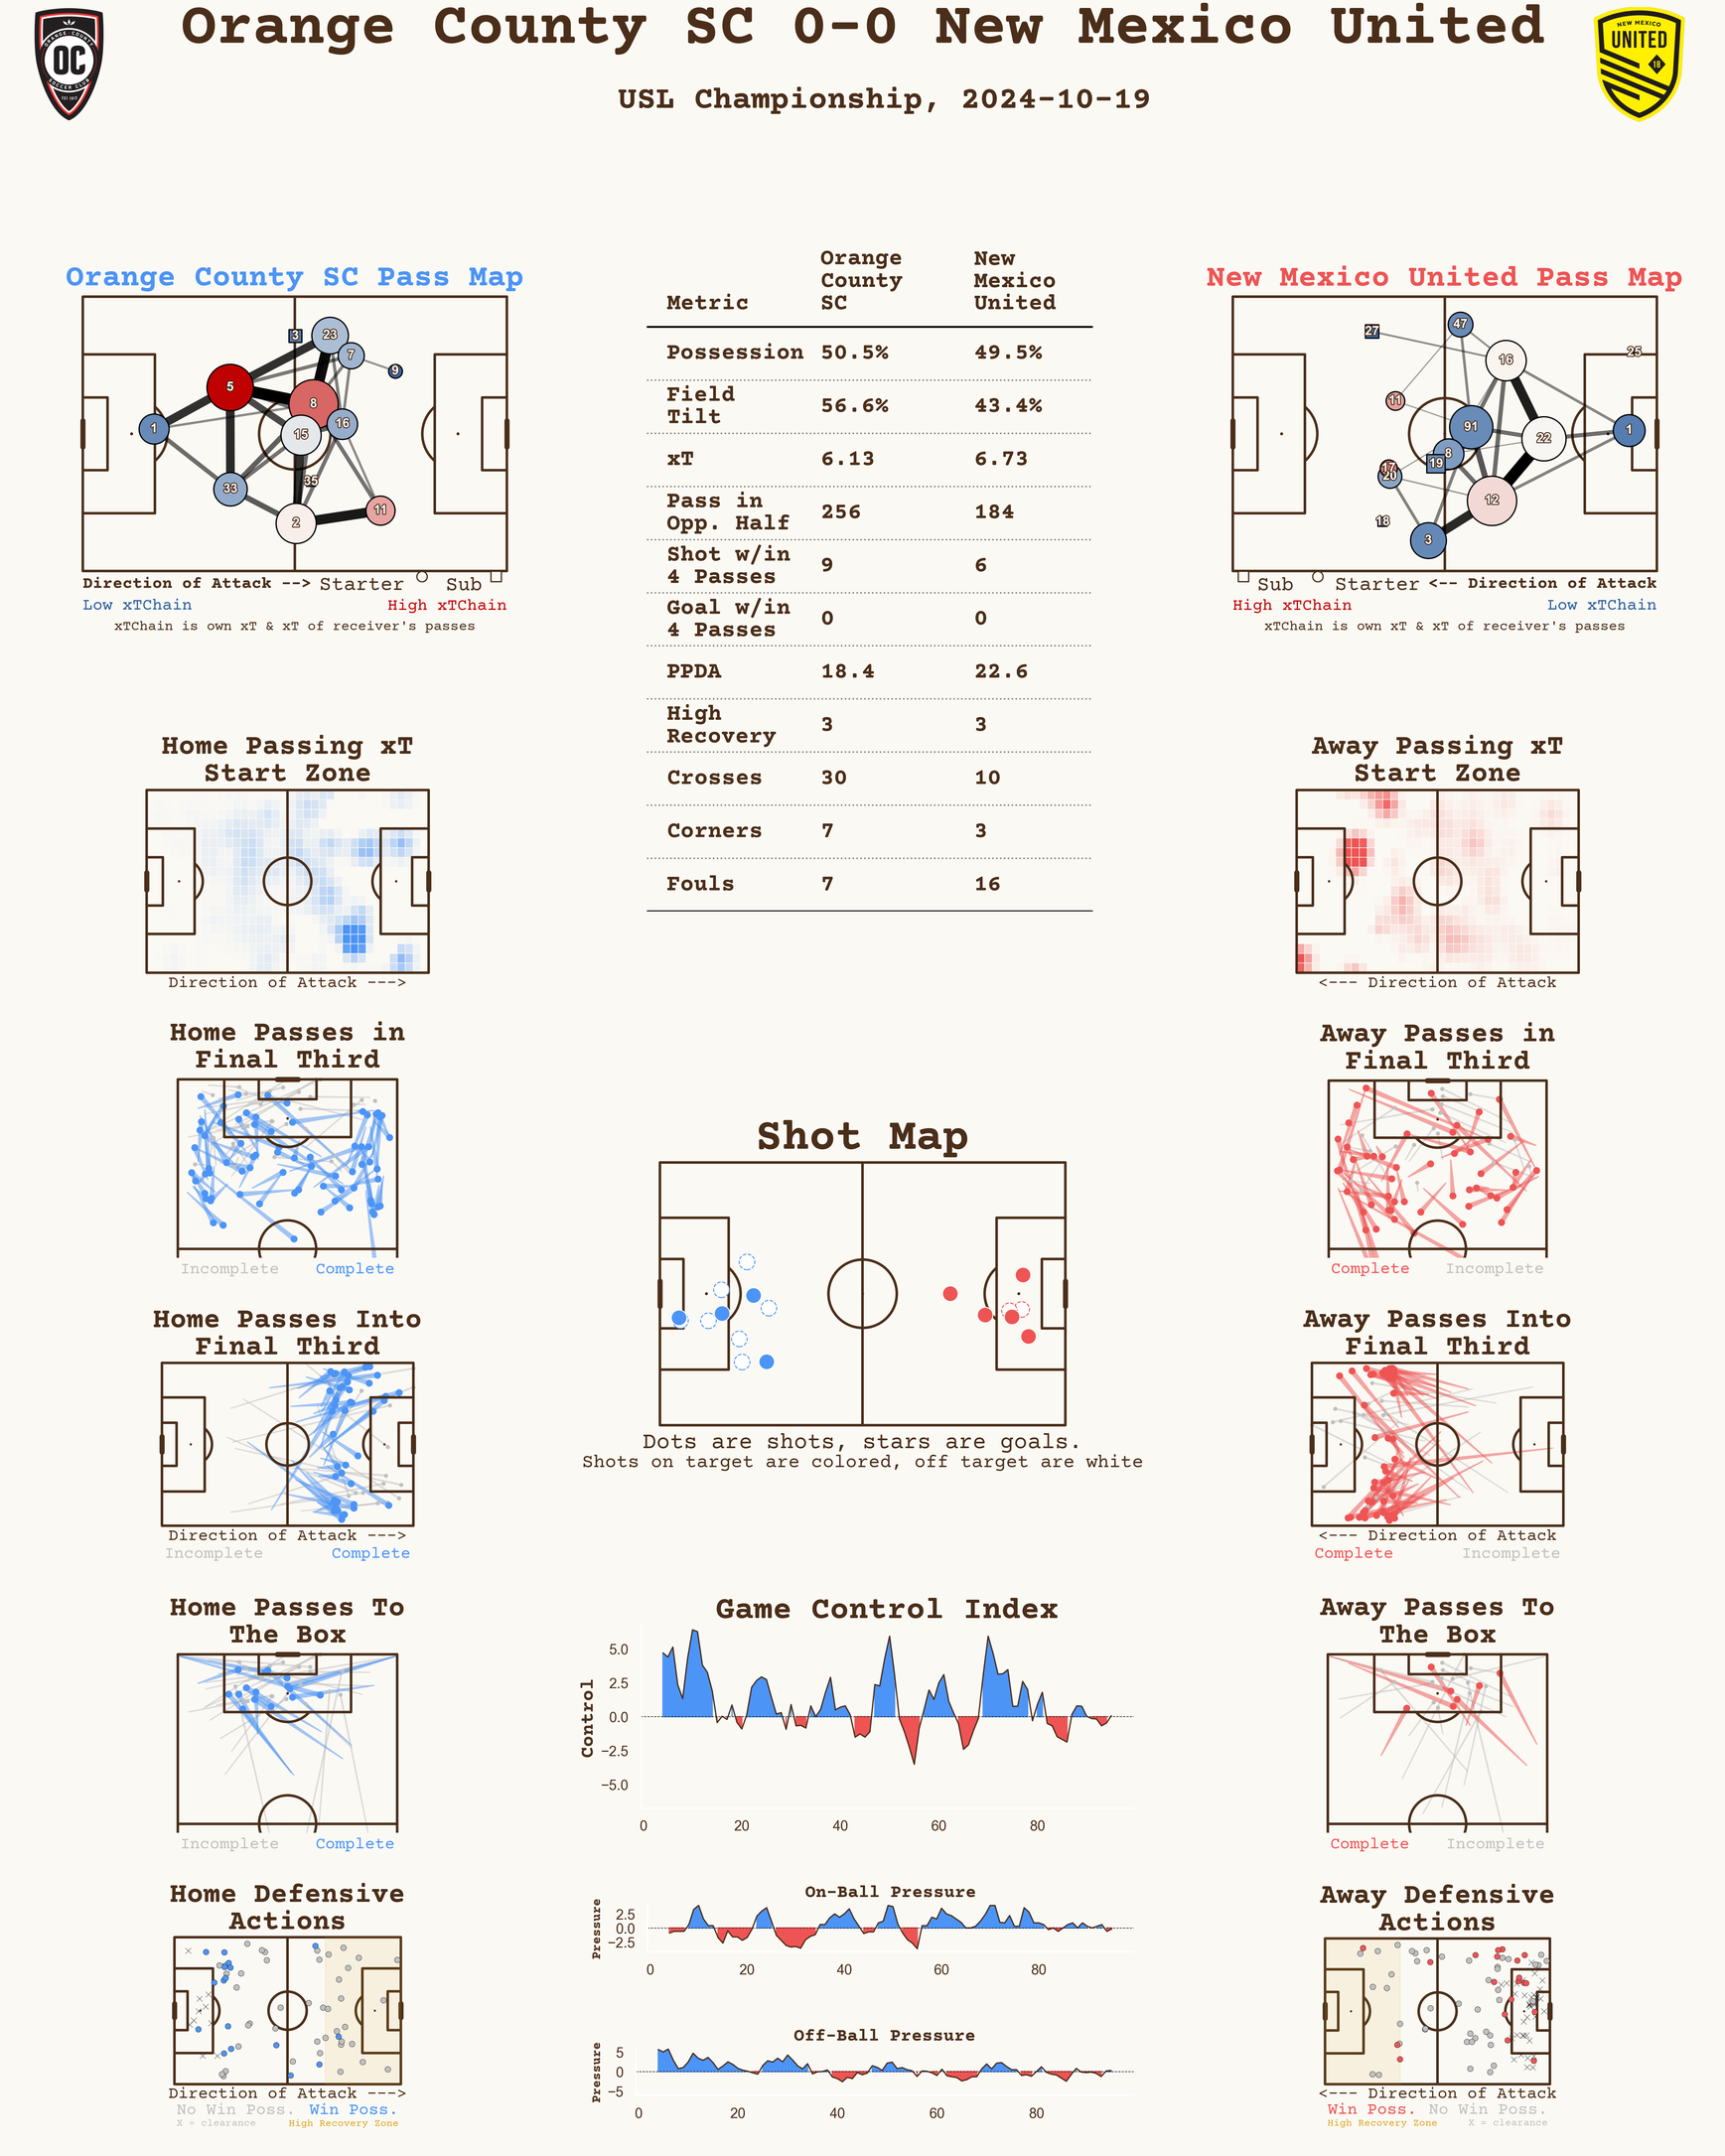 Orange County SC 0-0 New Mexico United
USL Championship, 2024-10-19
ORANGE COUNTY
OC
SOCCER CLUB
NEW MEXICO
UNITED
18
Orange County SC Pass Map
3
23
7
9
5
8
1
15
16
33
35
2
11
Direction of Attack --> Starter Sub
Low xTChain High xTChain
xTChain is own xT & xT of receiver's passes
Metric Orange County SC New Mexico United
Possession 50.5% 49.5%
Field Tilt 56.6% 43.4%
xT 6.13 6.73
Pass in Opp. Half 256 184
Shot w/in 4 Passes 9 6
Goal w/in 4 Passes 0 0
PPDA 18.4 22.6
High Recovery 3 3
Crosses 30 10
Corners 7 3
Fouls 7 16
New Mexico United Pass Map
27
47
16
25
11
91
1
22
8
19
17
20
12
18
3
Sub Starter <-- Direction of Attack
High xTChain Low xTChain
xTChain is own xT & xT of receiver's passes
Home Passing xT
Start Zone
Direction of Attack --->
Away Passing xT
Start Zone
<--- Direction of Attack
Home Passes in
Final Third
Incomplete Complete
Away Passes in
Final Third
Complete Incomplete
Shot Map
Dots are shots, stars are goals.
Shots on target are colored, off target are white
Home Passes Into
Final Third
Direction of Attack --->
Incomplete Complete
Away Passes Into
Final Third
<--- Direction of Attack
Complete Incomplete
Home Passes To
The Box
Incomplete Complete
Game Control Index
Control
5.0
2.5
0.0
−2.5
−5.0
0 20 40 60 80
Away Passes To
The Box
Complete Incomplete
Home Defensive
Actions
Direction of Attack --->
No Win Poss. Win Poss.
X = clearance High Recovery Zone
On-Ball Pressure
Pressure
2.5
0.0
−2.5
0 20 40 60 80
Off-Ball Pressure
Pressure
5
0
−5
0 20 40 60 80
Away Defensive
Actions
<--- Direction of Attack
Win Poss. No Win Poss.
High Recovery Zone X = clearance